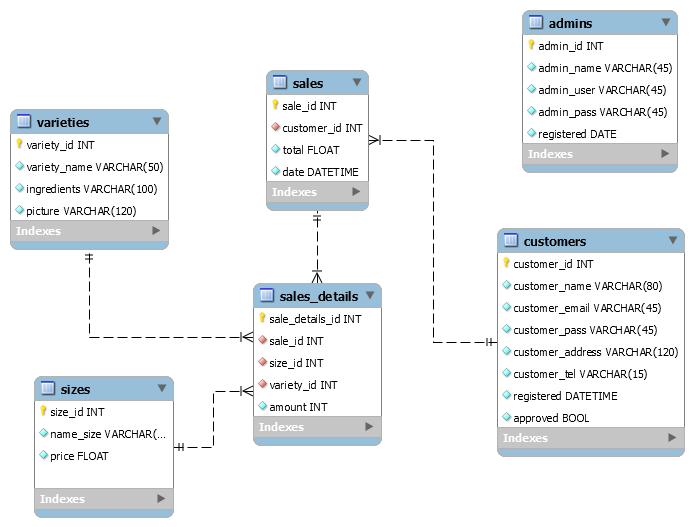 admins
admin_id INT
admin_name VARCHAR(45)
admin_user VARCHAR(45)
admin_pass VARCHAR(45)
registered DATE
Indexes
sales
sale_id INT
customer_id INT
total FLOAT
date DATETIME
Indexes
varieties
variety_id INT
variety_name VARCHAR(50)
ingredients VARCHAR(100)
picture VARCHAR(120)
Indexes
customers
customer_id INT
customer_name VARCHAR(80)
customer_email VARCHAR(45)
customer_pass VARCHAR(45)
customer_address VARCHAR(120)
customer_tel VARCHAR(15)
registered DATETIME
approved BOOL
Indexes
sales_details
sale_details_id INT
sale_id INT
size_id INT
variety_id INT
amount INT
Indexes
sizes
size_id INT
name_size VARCHAR(...
price FLOAT
Indexes